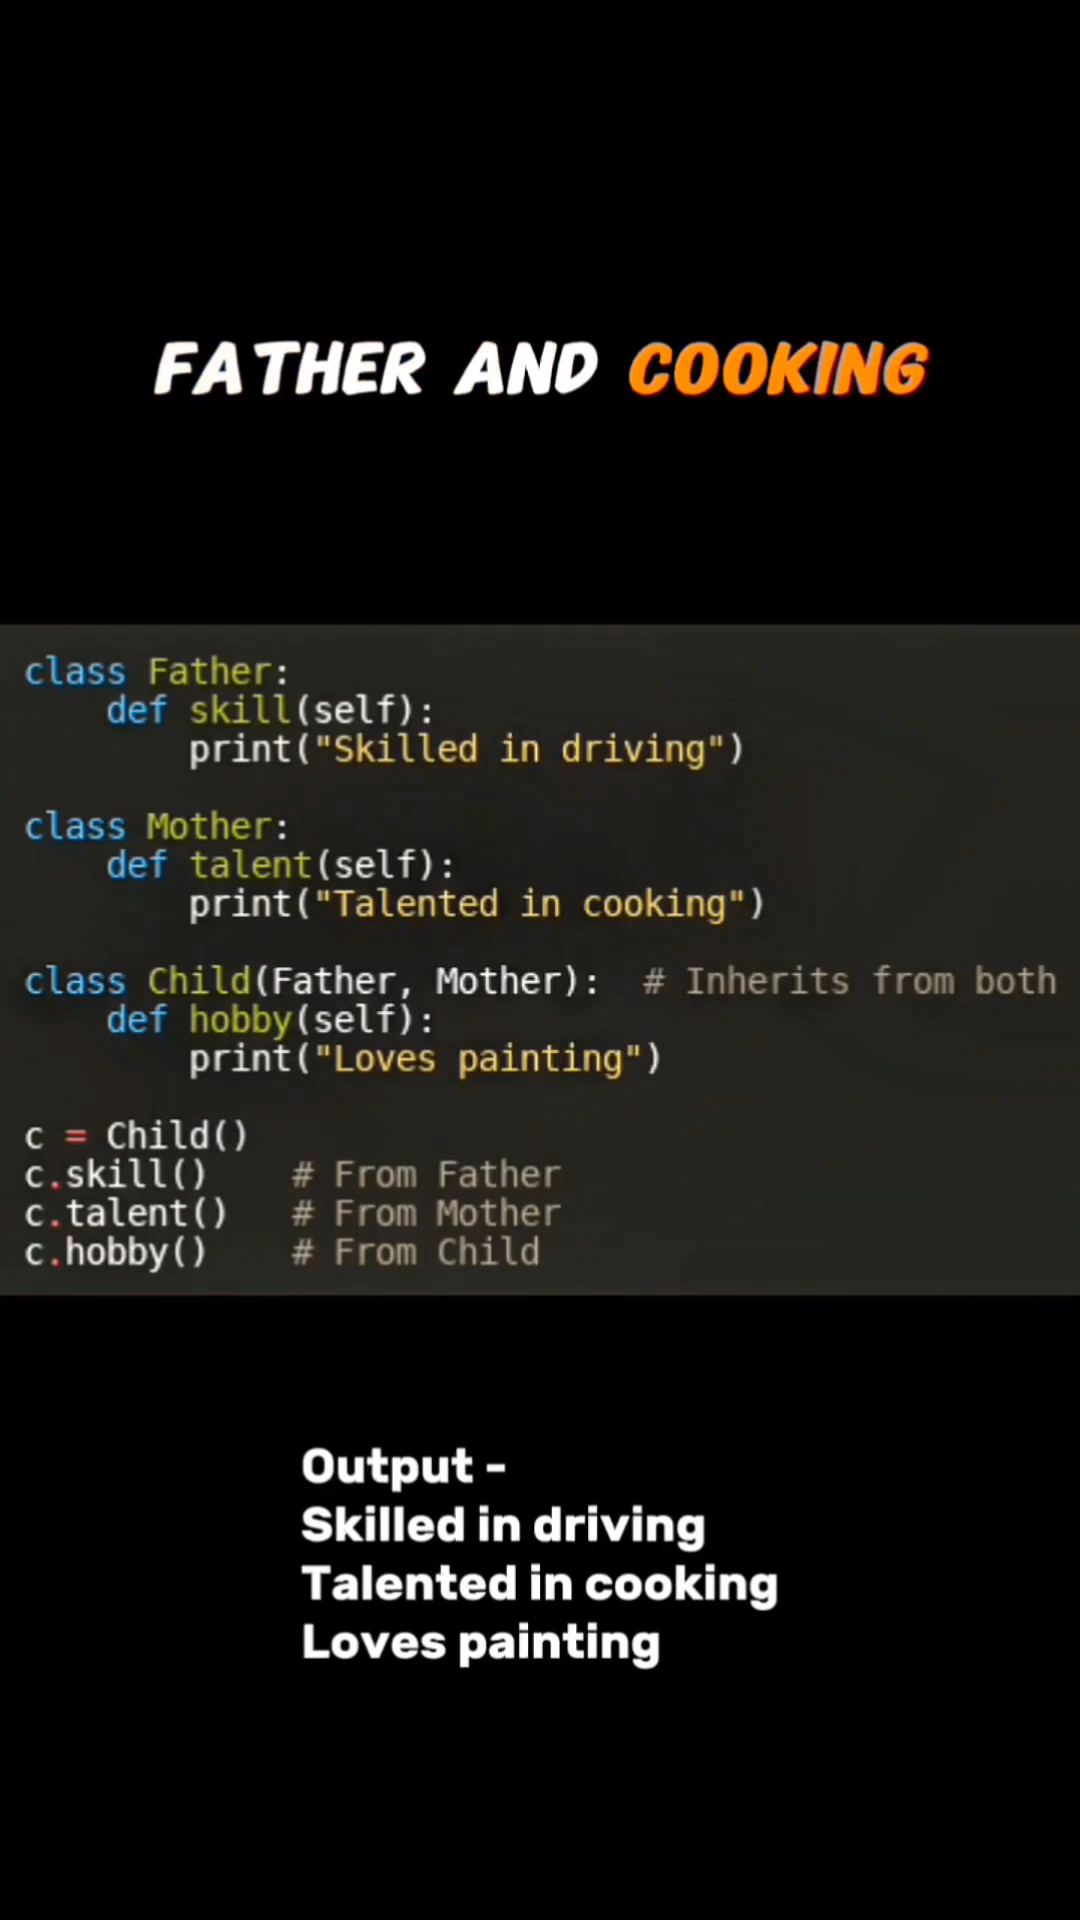 FATHER AND COOKING
class Father:
    def skill(self):
        print("Skilled in driving")
class Mother:
    def talent(self):
        print("Talented in cooking")
class Child(Father, Mother):  # Inherits from both
    def hobby(self):
        print("Loves painting")
c = Child()
c.skill()    # From Father
c.talent()   # From Mother
c.hobby()    # From Child
Output -
Skilled in driving
Talented in cooking
Loves painting